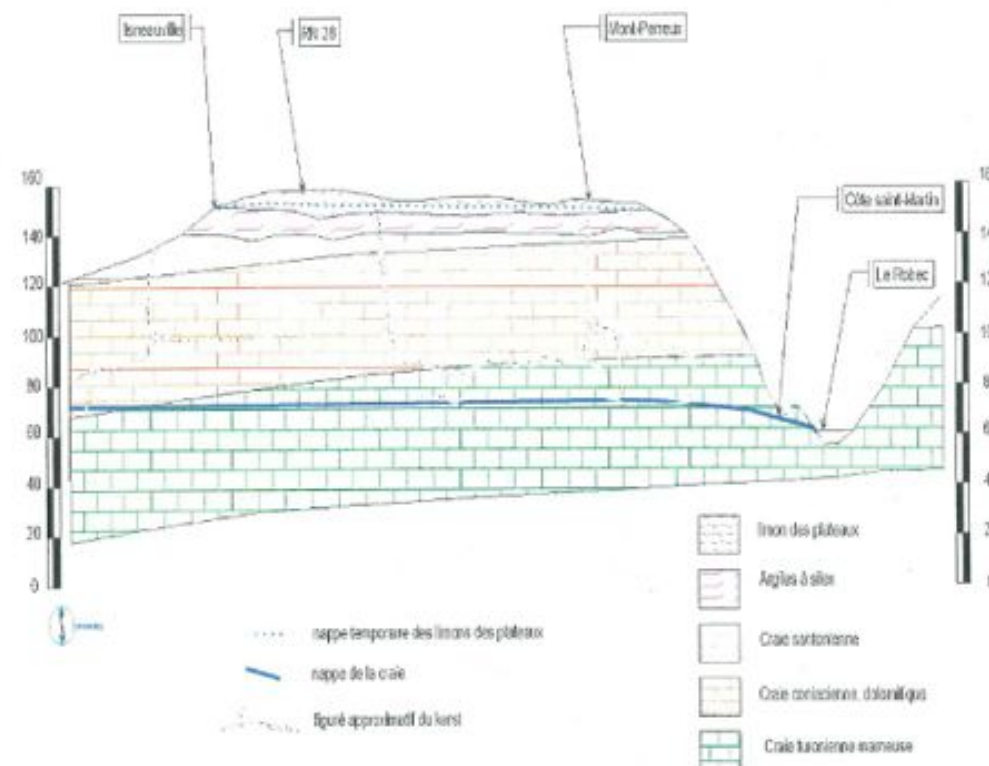 Isneauville
RN 28
Mont-Perreux
Côte saint-Martin
Le Robec
160
140
120
100
80
60
40
20
0
nappe temporaire des limons des plateaux
nappe de la craie
figuré approximatif du karst
limon des plateaux
Argiles à silex
Craie santonienne
Craie coniacienne, dolomitique
Craie turonienne marneuse